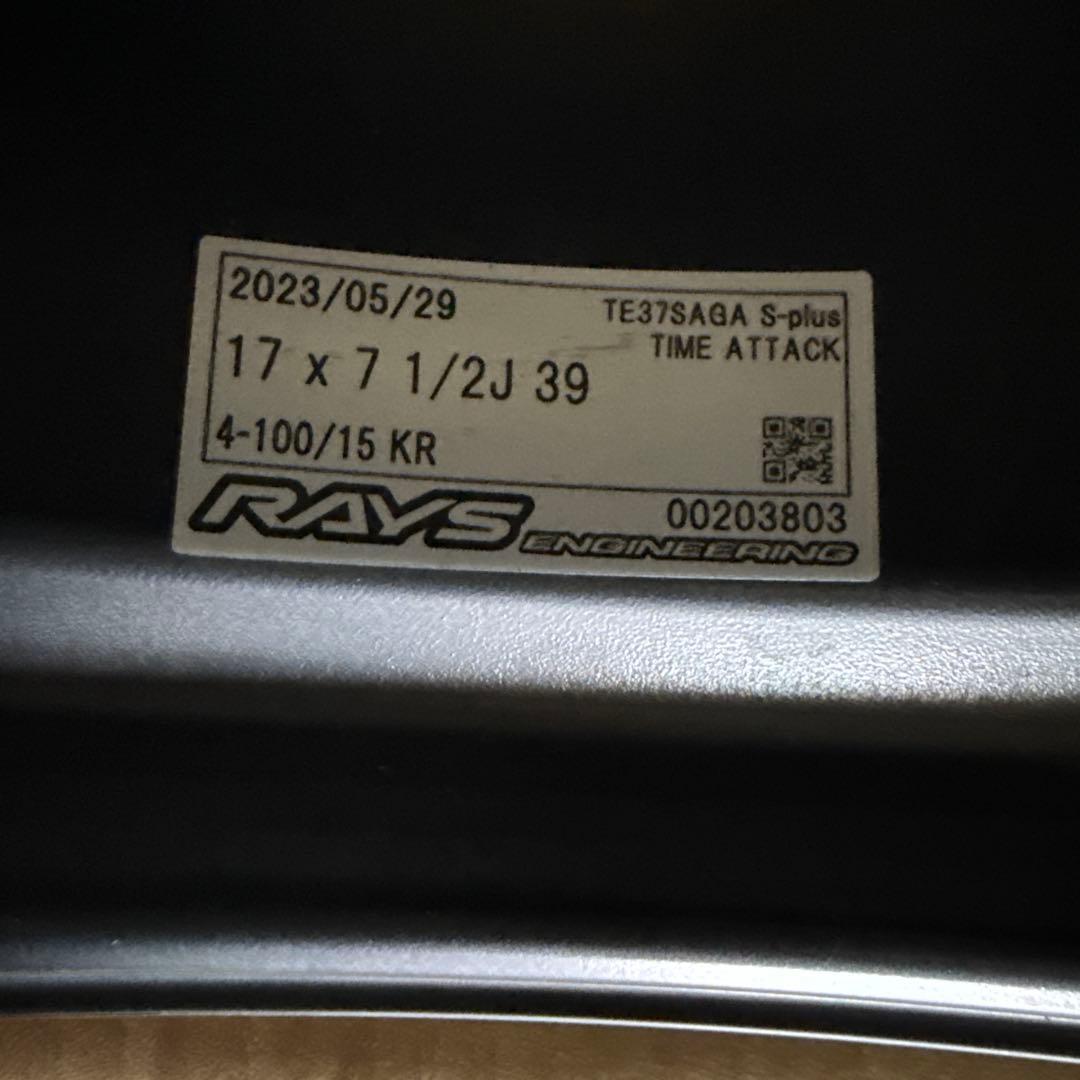 2023/05/29
TE37SAGA S-plus
TIME ATTACK
17 x 7 1/2J 39
4-100/15 KR
00203803
RAYS ENGINEERING